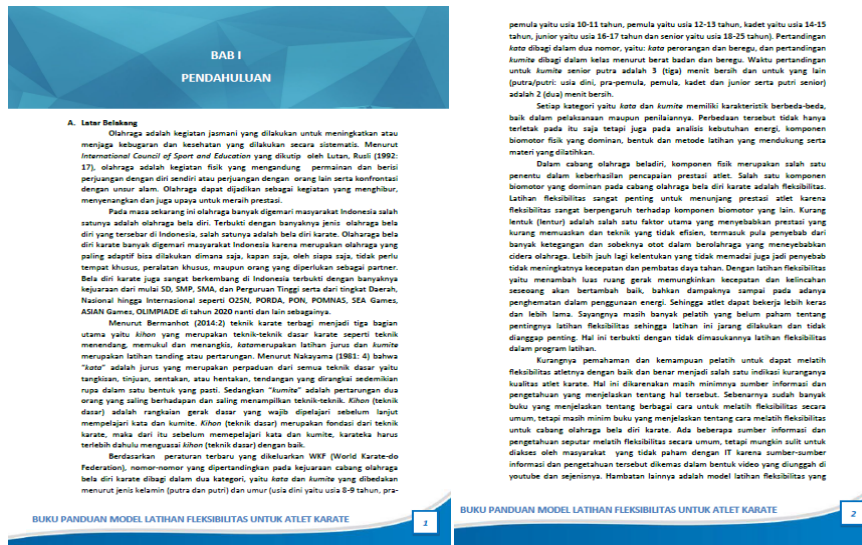 BAB I
PENDAHULUAN
A. Latar Belakang
Olahraga adalah kegiatan jasmani yang dilakukan untuk meningkatkan atau
menjaga kebugaran dan kesehatan yang dilakukan secara sistematis. Menurut
International Council of Sport and Education yang dikutip oleh Lutan, Rusli (1992:
17), olahraga adalah kegiatan fisik yang mengandung permainan dan berisi
perjuangan dengan diri sendiri atau perjuangan dengan orang lain serta konfrontasi
dengan unsur alam. Olahraga dapat dijadikan sebagai kegiatan yang menghibur,
menyenangkan dan juga upaya untuk meraih prestasi.
Pada masa sekarang ini olahraga banyak digemari masyarakat Indonesia salah
satunya adalah olahraga bela diri. Terbukti dengan banyaknya jenis olahraga bela
diri yang tersebar di Indonesia, salah satunya adalah bela diri karate. Olaharaga bela
diri karate banyak digemari masyarakat Indonesia karena merupakan olahraga yang
paling adaptif bisa dilakukan dimana saja, kapan saja, oleh siapa saja, tidak perlu
tempat khusus, peralatan khusus, maupun orang yang diperlukan sebagai partner.
Bela diri karate juga sangat berkembang di Indonesia terbukti dengan banyaknya
kejuaraan dari mulai SD, SMP, SMA, dan Perguruan Tinggi serta dari tingkat Daerah,
Nasional hingga Internasional seperti O2SN, PORDA, PON, POMNAS, SEA Games,
ASIAN Games, OLIMPIADE di tahun 2020 nanti dan lain sebagainya.
Menurut Bermanhot (2014:2) teknik karate terbagi menjadi tiga bagian
utama yaitu kihon yang merupakan teknik-teknik dasar karate seperti teknik
menendang, memukul dan menangkis, katamerupakan latihan jurus dan kumite
merupakan latihan tanding atau pertarungan. Menurut Nakayama (1981: 4) bahwa
"kata" adalah jurus yang merupakan perpaduan dari semua teknik dasar yaitu
tangkisan, tinjuan, sentakan, atau hentakan, tendangan yang dirangkai sedemikian
rupa dalam satu bentuk yang pasti. Sedangkan "kumite" adalah pertarungan dua
orang yang saling berhadapan dan saling menampilkan teknik-teknik. Kihon (teknik
dasar) adalah rangkaian gerak dasar yang wajib dipelajari sebelum lanjut
mempelajari kata dan kumite. Kihon (teknik dasar) merupakan fondasi dari teknik
karate, maka dari itu sebelum memepelajari kata dan kumite, karateka harus
terlebih dahulu menguasai kihon (teknik dasar) dengan baik.
Berdasarkan peraturan terbaru yang dikeluarkan WKF (World Karate-do
Federation), nomor-nomor yang dipertandingkan pada kejuaraan cabang olahraga
bela diri karate dibagi dalam dua kategori, yaitu kata dan kumite yang dibedakan
menurut jenis kelamin (putra dan putri) dan umur (usia dini yaitu usia 8-9 tahun, pra-
BUKU PANDUAN MODEL LATIHAN FLEKSIBILITAS UNTUK ATLET KARATE
1
pemula yaitu usia 10-11 tahun, pemula yaitu usia 12-13 tahun, kadet yaitu usia 14-15
tahun, junior yaitu usia 16-17 tahun dan senior yaitu usia 18-25 tahun). Pertandingan
kata dibagi dalam dua nomor, yaitu: kata perorangan dan beregu, dan pertandingan
kumite dibagi dalam kelas menurut berat badan dan beregu. Waktu pertandingan
untuk kumite senior putra adalah 3 (tiga) menit bersih dan untuk yang lain
(putra/putri: usia dini, pra-pemula, pemula, kadet dan junior serta putri senior)
adalah 2 (dua) menit bersih.
Setiap kategori yaitu kata dan kumite memiliki karakteristik berbeda-beda,
baik dalam pelaksanaan maupun penilaiannya. Perbedaan tersebut tidak hanya
terletak pada itu saja tetapi juga pada analisis kebutuhan energi, komponen
biomotor fisik yang dominan, bentuk dan metode latihan yang mendukung serta
materi yang dilatihkan.
Dalam cabang olahraga beladiri, komponen fisik merupakan salah satu
penentu dalam keberhasilan pencapaian prestasi atlet. Salah satu komponen
biomotor yang dominan pada cabang olahraga bela diri karate adalah fleksibilitas.
Latihan fleksibilitas sangat penting untuk menunjang prestasi atlet karena
fleksibilitas sangat berpengaruh terhadap komponen biomotor yang lain. Kurang
lentuk (lentur) adalah salah satu faktor utama yang menyebabkan prestasi yang
kurang memuaskan dan teknik yang tidak efisien, termasuk pula penyebab dari
banyak ketegangan dan sobeknya otot dalam berolahraga yang meneyebabkan
cidera olahraga. Lebih jauh lagi kelentukan yang tidak memadai juga jadi penyebab
tidak meningkatnya kecepatan dan pembatas daya tahan. Dengan latihan fleksibilitas
yaitu menambah luas ruang gerak memungkinkan kecepatan dan kelincahan
seseoang akan bertambah baik, bahkan dampaknya sampai pada adanya
penghematan dalam penggunaan energi. Sehingga atlet dapat bekerja lebih keras
dan lebih lama. Sayangnya masih banyak pelatih yang belum paham tentang
pentingnya latihan fleksibilitas sehingga latihan ini jarang dilakukan dan tidak
dianggap penting. Hal ini terbukti dengan tidak dimasukannya latihan fleksibilitas
dalam program latihan.
Kurangnya pemahaman dan kemampuan pelatih untuk dapat melatih
fleksibilitas atletnya dengan baik dan benar menjadi salah satu indikasi kuranganya
kualitas atlet karate. Hal ini dikarenakan masih minimnya sumber informasi dan
pengetahuan yang menjelaskan tentang hal tersebut. Sebenarnya sudah banyak
buku yang menjelaskan tentang berbagai cara untuk melatih fleksibilitas secara
umum, tetapi masih minim buku yang menjelaskan tentang cara melatih fleksibilitas
untuk cabang olahraga bela diri karate. Ada beberapa sumber informasi dan
pengetahuan seputar melatih fleksibilitas secara umum, tetapi mungkin sulit untuk
diakses oleh masyarakat yang tidak paham dengan IT karena sumber-sumber
informasi dan pengetahuan tersebut dikemas dalam bentuk video yang diunggah di
youtube dan sejenisnya. Hambatan lainnya adalah model latihan fleksibilitas yang
BUKU PANDUAN MODEL LATIHAN FLEKSIBILITAS UNTUK ATLET KARATE
2